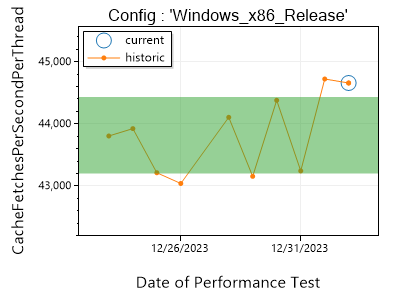 Config : 'Windows_x86_Release'
current
historic
CacheFetchesPerSecondPerThread
45,000
44,000
43,000
12/26/2023
12/31/2023
Date of Performance Test